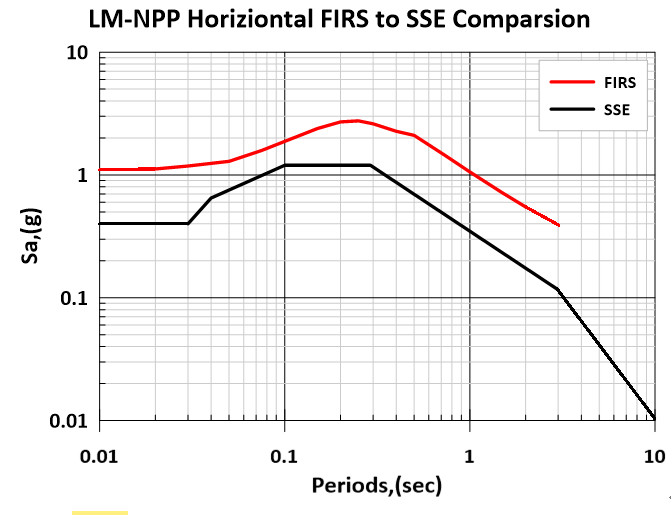 LM-NPP Horiziontal FIRS to SSE Comparsion
10
FIRS
SSE
1
Sa,(g)
0.1
0.01
0.01 0.1 1 10
Periods,(sec)